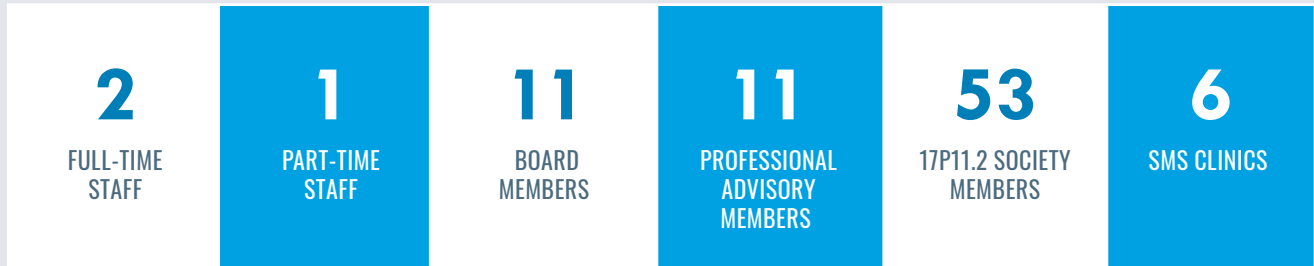 2
FULL-TIME
STAFF
1
PART-TIME
STAFF
11
BOARD
MEMBERS
11
PROFESSIONAL
ADVISORY
MEMBERS
53
17P11.2 SOCIETY
MEMBERS
6
SMS CLINICS